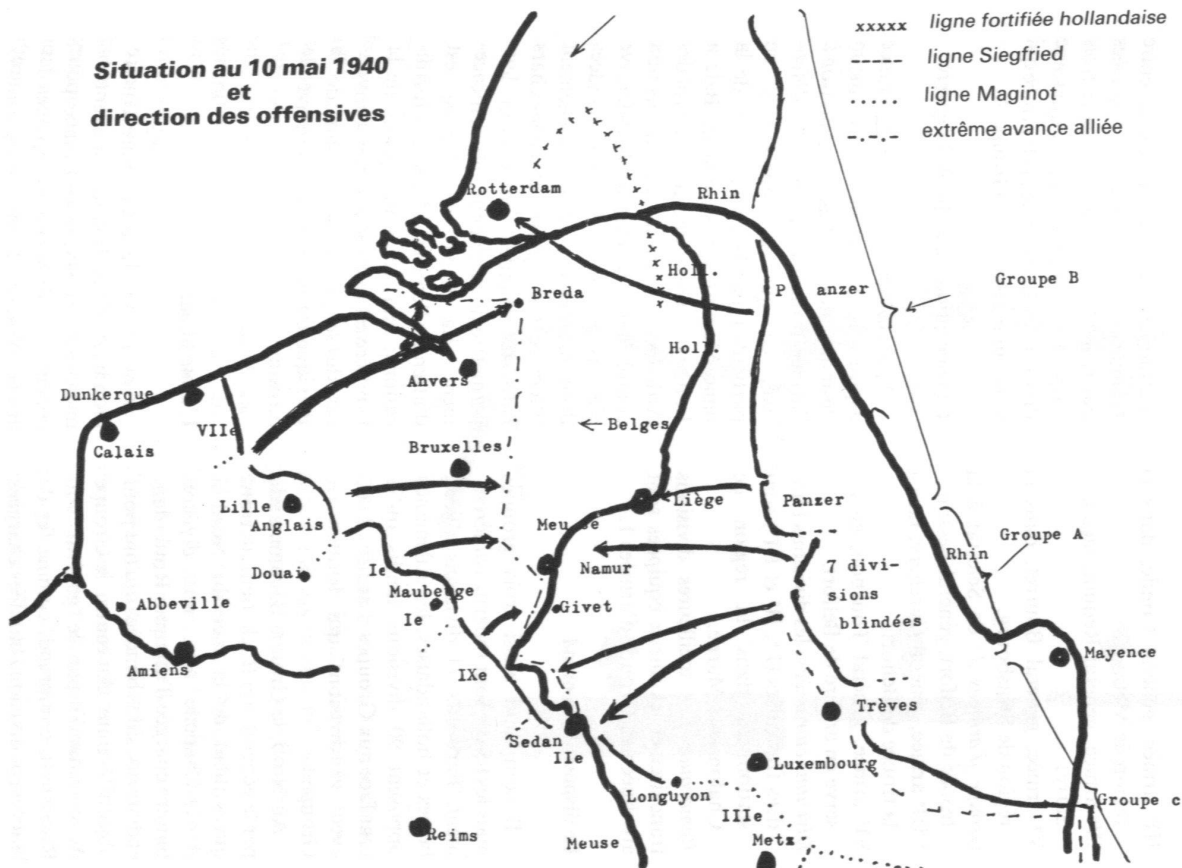 Situation au 10 mai 1940
et
direction des offensives
xxxxx ligne fortifiée hollandaise
ligne Siegfried
ligne Maginot
extrême avance alliée
Rotterdam
Rhin
Holl.
P anzer
Groupe B
Breda
Holl.
Anvers
Dunkerque
Calais
VIIe
Belges
Bruxelles
Lille
Anglais
Liège
Panzer
Meuse
Groupe A
Rhin
Douai
Ie
Namur
7 divi-
sions
blindées
Maubeuge
Ie
Givet
Abbeville
Amiens
IXe
Mayence
Trèves
Sedan
IIe
Luxembourg
Longuyon
Groupe c
IIIe
Reims
Meuse
Metz